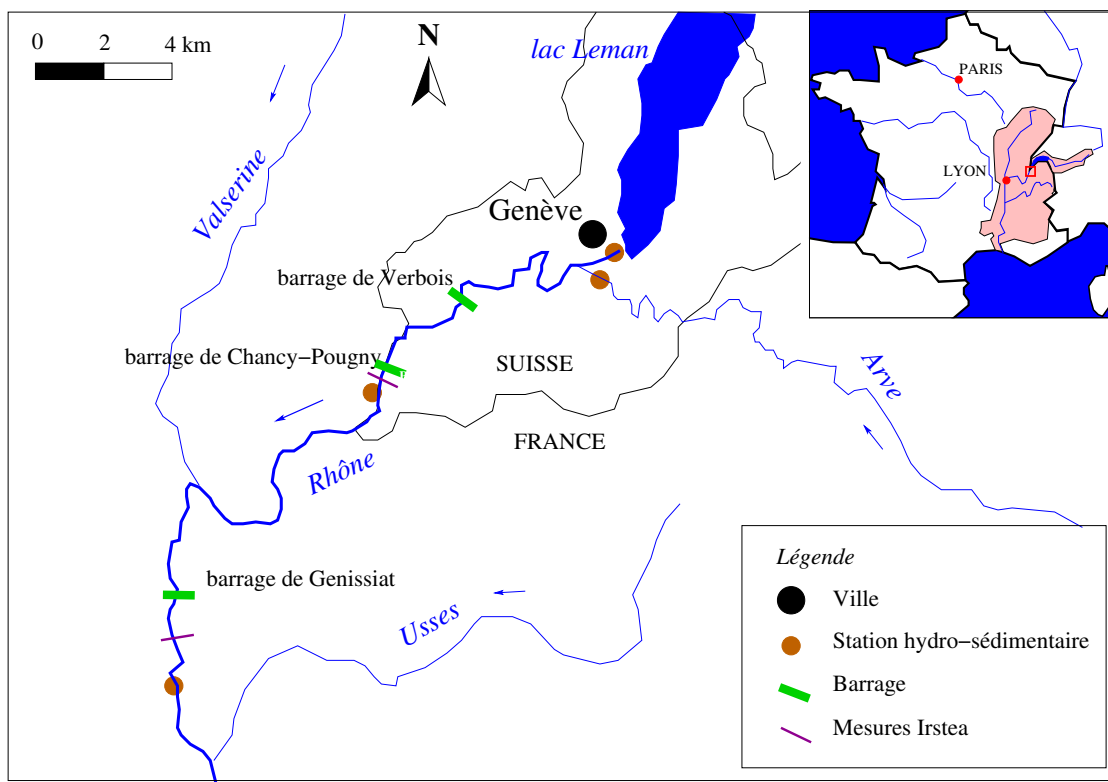 0 2 4 km
N
lac Leman
PARIS
LYON
Valserine
Genève
barrage de Verbois
barrage de Chancy−Pougny
SUISSE
Arve
FRANCE
Rhône
barrage de Genissiat
Usses
Légende
Ville
Station hydro−sédimentaire
Barrage
Mesures Irstea